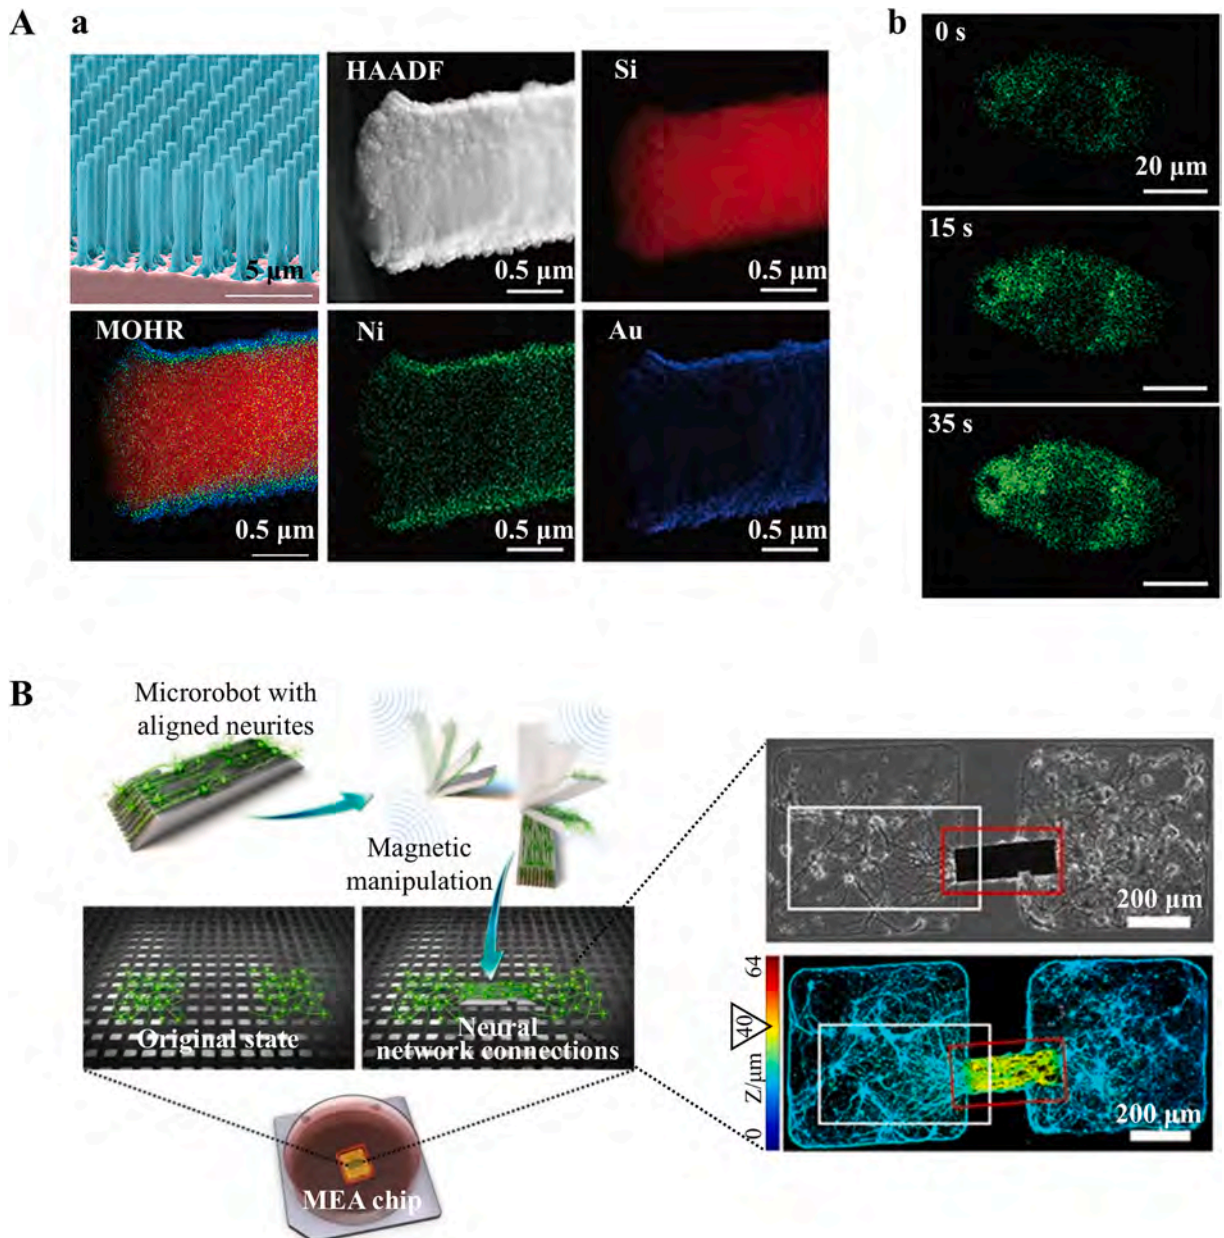 A
a
HAADF
Si
5 µm
0.5 µm
0.5 µm
MOHR
Ni
Au
0.5 µm
0.5 µm
0.5 µm
b
0 s
20 µm
15 s
35 s
B
Microrobot with
aligned neurites
Magnetic
manipulation
Original state
Neural
network connections
MEA chip
200 µm
64
40
Z/µm
0
200 µm